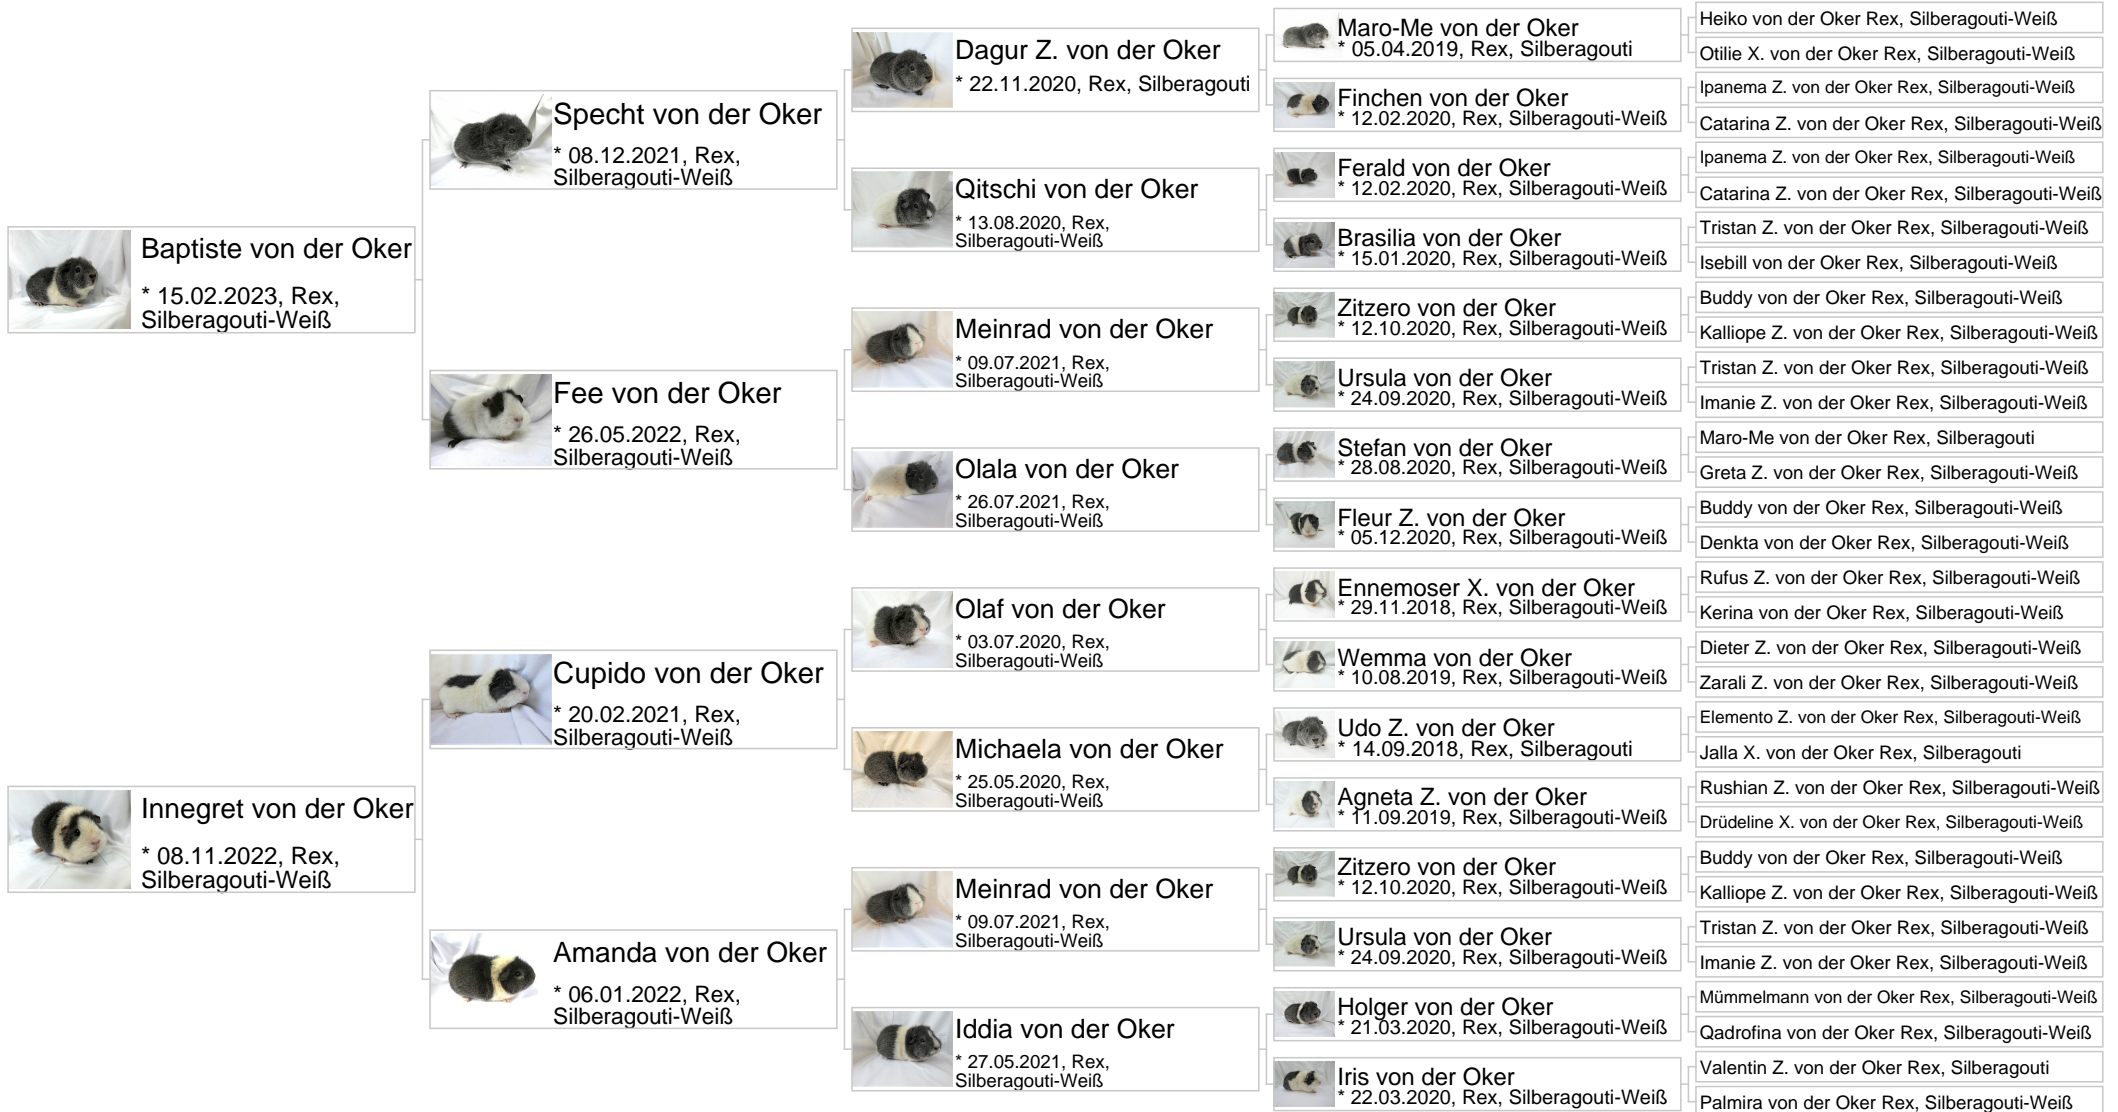 Baptiste von der Oker
* 15.02.2023, Rex,
Silberagouti-Weiß
Innegret von der Oker
* 08.11.2022, Rex,
Silberagouti-Weiß
Specht von der Oker
* 08.12.2021, Rex,
Silberagouti-Weiß
Fee von der Oker
* 26.05.2022, Rex,
Silberagouti-Weiß
Cupido von der Oker
* 20.02.2021, Rex,
Silberagouti-Weiß
Amanda von der Oker
* 06.01.2022, Rex,
Silberagouti-Weiß
Dagur Z. von der Oker
* 22.11.2020, Rex, Silberagouti
Qitschi von der Oker
* 13.08.2020, Rex,
Silberagouti-Weiß
Meinrad von der Oker
* 09.07.2021, Rex,
Silberagouti-Weiß
Olala von der Oker
* 26.07.2021, Rex,
Silberagouti-Weiß
Olaf von der Oker
* 03.07.2020, Rex,
Silberagouti-Weiß
Michaela von der Oker
* 25.05.2020, Rex,
Silberagouti-Weiß
Meinrad von der Oker
* 09.07.2021, Rex,
Silberagouti-Weiß
Iddia von der Oker
* 27.05.2021, Rex,
Silberagouti-Weiß
Maro-Me von der Oker
* 05.04.2019, Rex, Silberagouti
Finchen von der Oker
* 12.02.2020, Rex, Silberagouti-Weiß
Ferald von der Oker
* 12.02.2020, Rex, Silberagouti-Weiß
Brasilia von der Oker
* 15.01.2020, Rex, Silberagouti-Weiß
Zitzero von der Oker
* 12.10.2020, Rex, Silberagouti-Weiß
Ursula von der Oker
* 24.09.2020, Rex, Silberagouti-Weiß
Stefan von der Oker
* 28.08.2020, Rex, Silberagouti-Weiß
Fleur Z. von der Oker
* 05.12.2020, Rex, Silberagouti-Weiß
Ennemoser X. von der Oker
* 29.11.2018, Rex, Silberagouti-Weiß
Wemma von der Oker
* 10.08.2019, Rex, Silberagouti-Weiß
Udo Z. von der Oker
* 14.09.2018, Rex, Silberagouti
Agneta Z. von der Oker
* 11.09.2019, Rex, Silberagouti-Weiß
Zitzero von der Oker
* 12.10.2020, Rex, Silberagouti-Weiß
Ursula von der Oker
* 24.09.2020, Rex, Silberagouti-Weiß
Holger von der Oker
* 21.03.2020, Rex, Silberagouti-Weiß
Iris von der Oker
* 22.03.2020, Rex, Silberagouti-Weiß
Heiko von der Oker Rex, Silberagouti-Weiß
Otilie X. von der Oker Rex, Silberagouti-Weiß
Ipanema Z. von der Oker Rex, Silberagouti-Weiß
Catarina Z. von der Oker Rex, Silberagouti-Weiß
Ipanema Z. von der Oker Rex, Silberagouti-Weiß
Catarina Z. von der Oker Rex, Silberagouti-Weiß
Tristan Z. von der Oker Rex, Silberagouti-Weiß
Isebill von der Oker Rex, Silberagouti-Weiß
Buddy von der Oker Rex, Silberagouti-Weiß
Kalliope Z. von der Oker Rex, Silberagouti-Weiß
Tristan Z. von der Oker Rex, Silberagouti-Weiß
Imanie Z. von der Oker Rex, Silberagouti-Weiß
Maro-Me von der Oker Rex, Silberagouti
Greta Z. von der Oker Rex, Silberagouti-Weiß
Buddy von der Oker Rex, Silberagouti-Weiß
Denkta von der Oker Rex, Silberagouti-Weiß
Rufus Z. von der Oker Rex, Silberagouti-Weiß
Kerina von der Oker Rex, Silberagouti-Weiß
Dieter Z. von der Oker Rex, Silberagouti-Weiß
Zarali Z. von der Oker Rex, Silberagouti-Weiß
Elemento Z. von der Oker Rex, Silberagouti-Weiß
Jalla X. von der Oker Rex, Silberagouti
Rushian Z. von der Oker Rex, Silberagouti-Weiß
Drüdeline X. von der Oker Rex, Silberagouti-Weiß
Buddy von der Oker Rex, Silberagouti-Weiß
Kalliope Z. von der Oker Rex, Silberagouti-Weiß
Tristan Z. von der Oker Rex, Silberagouti-Weiß
Imanie Z. von der Oker Rex, Silberagouti-Weiß
Mümmelmann von der Oker Rex, Silberagouti-Weiß
Qadrofina von der Oker Rex, Silberagouti-Weiß
Valentin Z. von der Oker Rex, Silberagouti
Palmira von der Oker Rex, Silberagouti-Weiß